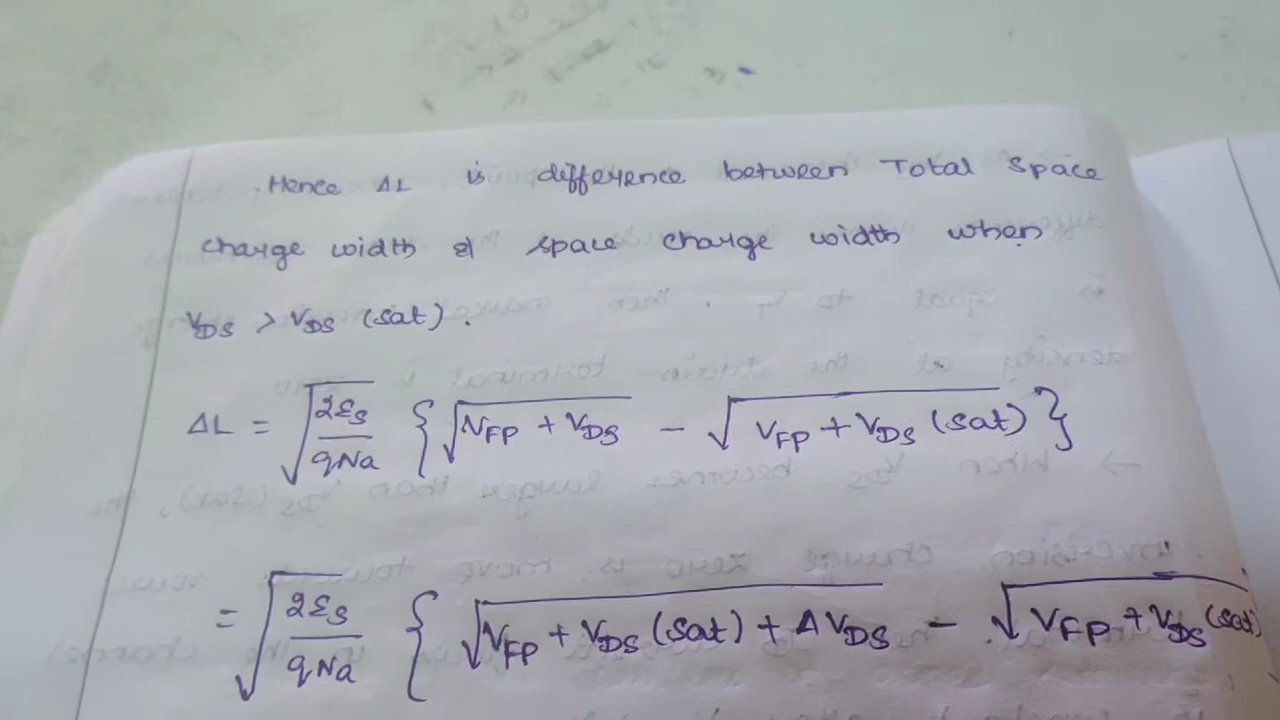 Hence ΔL is difference between Total Space
charge width & space charge width when
VDS > VDS (sat).
ΔL = √(2εs/qNa) { √(VFP + VDS) - √(VFP + VDS (sat)) }
= √(2εs/qNa) { √(VFP + VDS (sat) + ΔVDS) - √(VFP + VDS (sat))